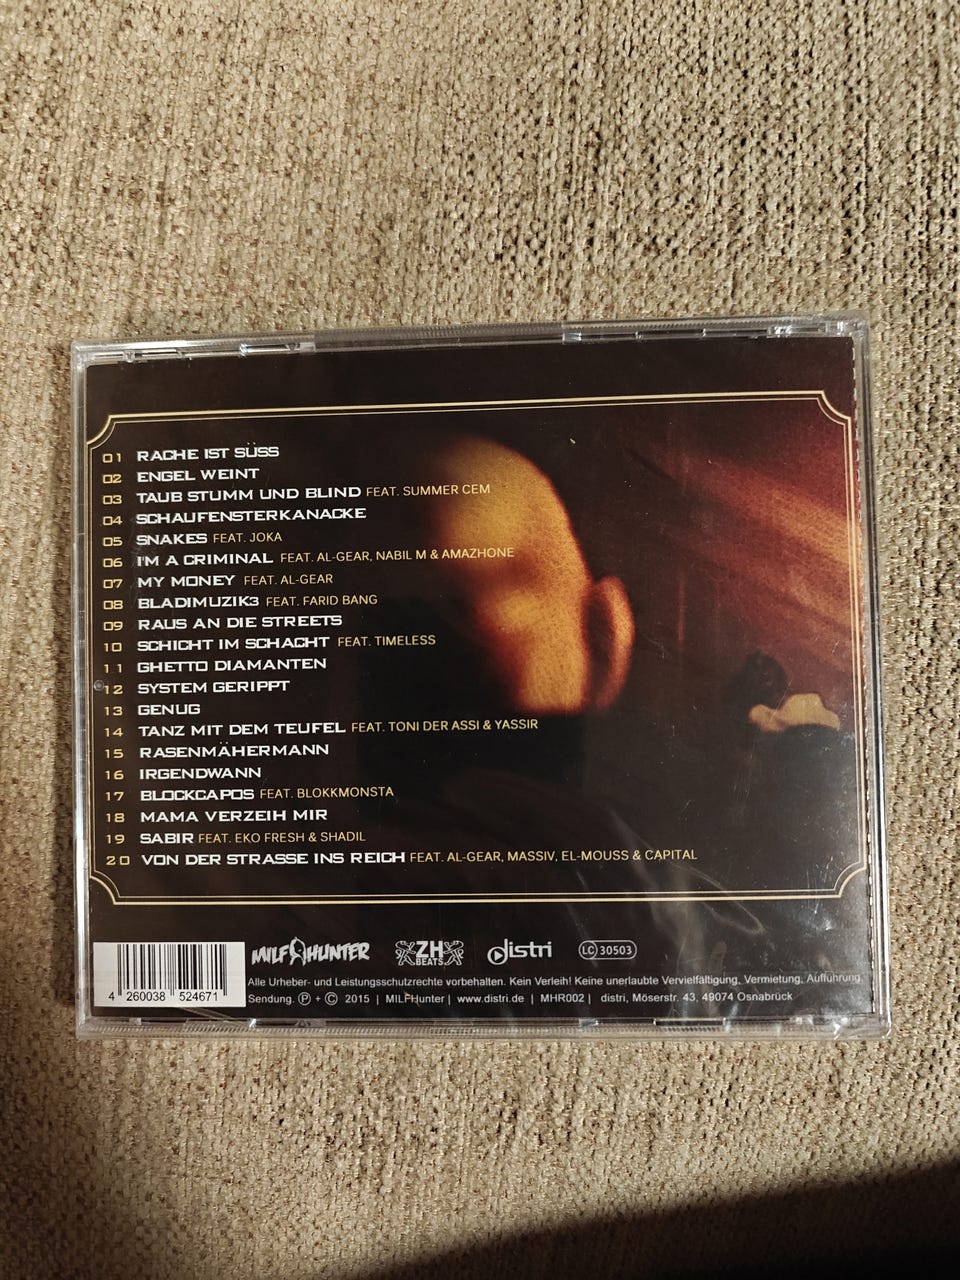 01 RACHE IST SÜSS
02 ENGEL WEINT
03 TAUB STUMM UND BLIND FEAT. SUMMER CEM
04 SCHAUFENSTERKANACKE
05 SNAKES FEAT. JOKA
06 I'M A CRIMINAL FEAT. AL-GEAR, NABIL M & AMAZHONE
07 MY MONEY FEAT. AL-GEAR
08 BLADIMUZIK3 FEAT. FARID BANG
09 RAUS AN DIE STREETS
10 SCHICHT IM SCHACHT FEAT. TIMELESS
11 GHETTO DIAMANTEN
12 SYSTEM GERIPPT
13 GENUG
14 TANZ MIT DEM TEUFEL FEAT. TONI DER ASSI & YASSIR
15 RASENMÄHERMANN
16 IRGENDWANN
17 BLOCKCAPOS FEAT. BLOKKMONSTA
18 MAMA VERZEIH MIR
19 SABIR FEAT. EKO FRESH & SHADIL
20 VON DER STRASSE INS REICH FEAT. AL-GEAR, MASSIV, EL-MOUSS & CAPITAL
MILF HUNTER ZH BEATS distri LC 30503
Alle Urheber- und Leistungsschutzrechte vorbehalten. Kein Verleih! Keine unerlaubte Vervielfältigung, Vermietung, Aufführung,
Sendung. Ⓟ + © 2015 | MILFHunter | www.distri.de | MHR002 | distri, Möserstr. 43, 49074 Osnabrück
4 260038 524671